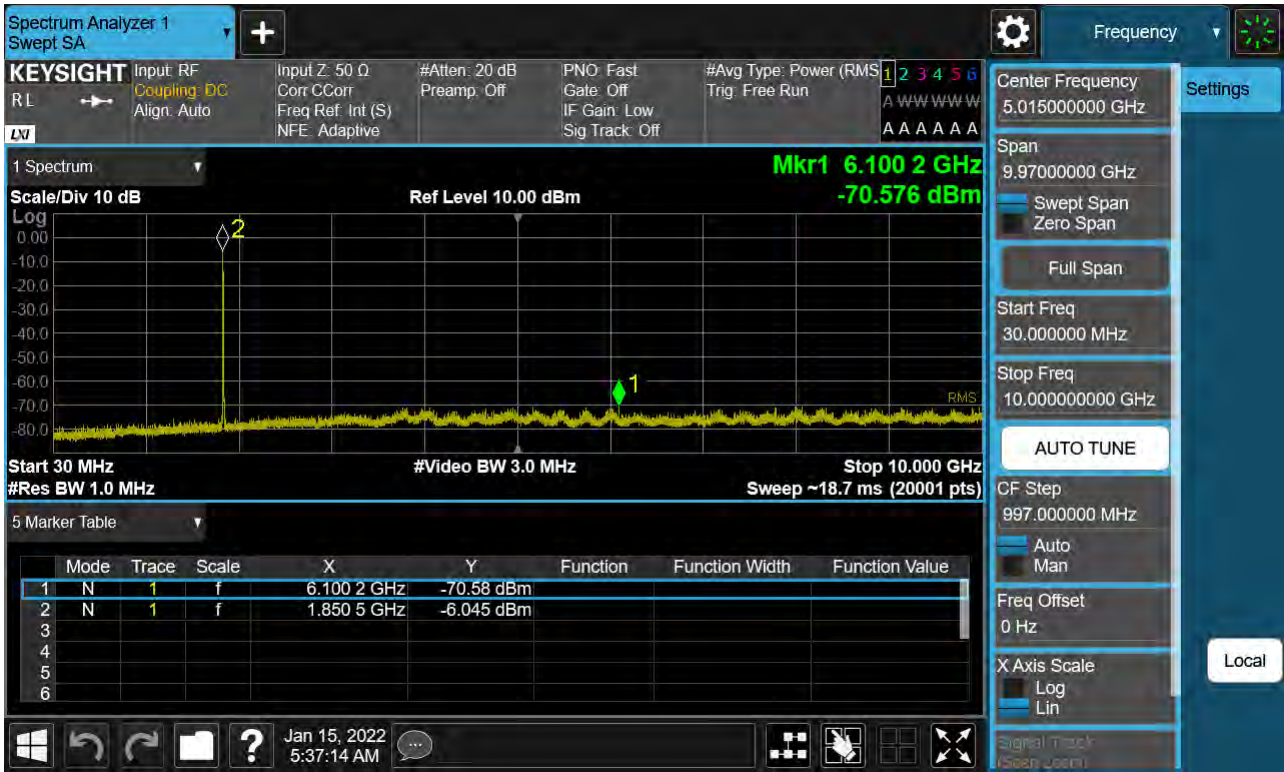 Spectrum Analyzer 1
Swept SA
+
Frequency
KEYSIGHT
RL
LXI
Input: RF
Coupling: DC
Align: Auto
Input Z: 50 Ω
Corr CCorr
Freq Ref: Int (S)
NFE: Adaptive
#Atten: 20 dB
Preamp: Off
PNO: Fast
Gate: Off
IF Gain: Low
Sig Track: Off
#Avg Type: Power (RMS
Trig: Free Run
1 2 3 4 5 6
A W W W W W
A A A A A A
1 Spectrum
Scale/Div 10 dB
Ref Level 10.00 dBm
Mkr1 6.100 2 GHz
-70.576 dBm
Log
0.00
-10.0
-20.0
-30.0
-40.0
-50.0
-60.0
-70.0
-80.0
2
1
RMS
Start 30 MHz
#Video BW 3.0 MHz
Stop 10.000 GHz
#Res BW 1.0 MHz
Sweep ~18.7 ms (20001 pts)
5 Marker Table
Mode Trace Scale X Y Function Function Width Function Value
1 N 1 f 6.100 2 GHz -70.58 dBm
2 N 1 f 1.850 5 GHz -6.045 dBm
3
4
5
6
Jan 15, 2022
5:37:14 AM
Center Frequency
5.015000000 GHz
Span
9.97000000 GHz
Swept Span
Zero Span
Full Span
Start Freq
30.000000 MHz
Stop Freq
10.000000000 GHz
AUTO TUNE
CF Step
997.000000 MHz
Auto
Man
Freq Offset
0 Hz
X Axis Scale
Log
Lin
Signal Track
(Span Zoom)
Settings
Local